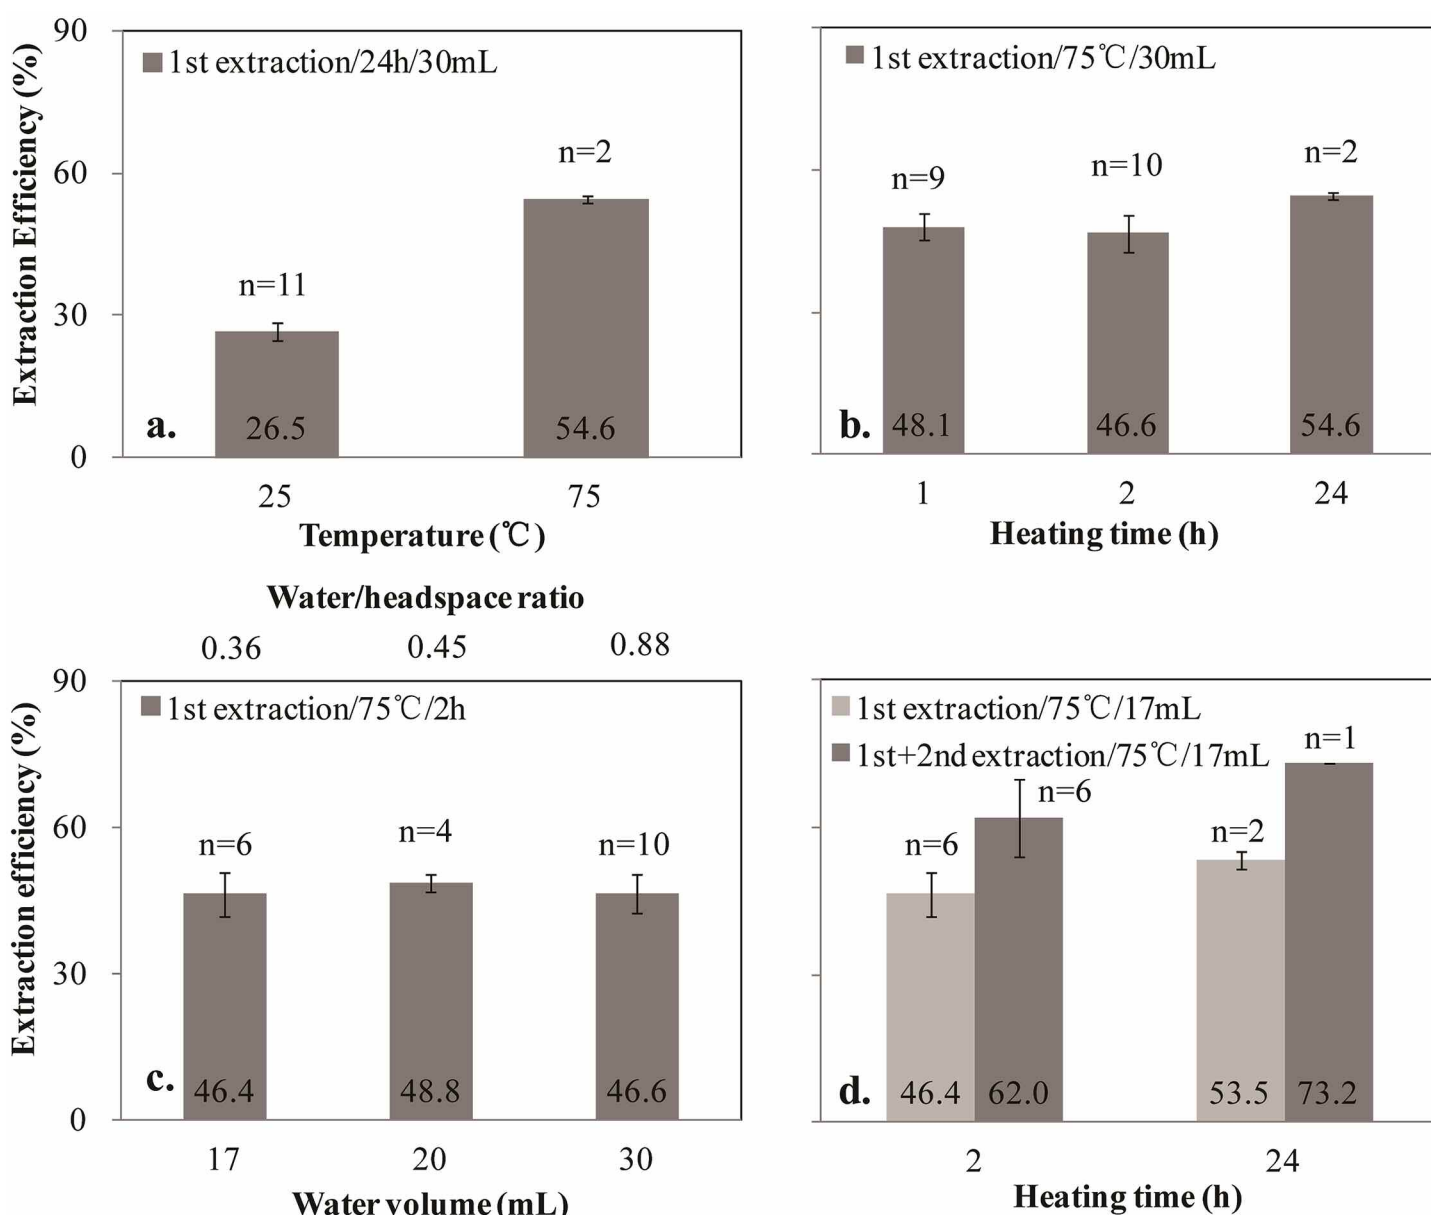 90
60
30
0
Extraction Efficiency (%)
1st extraction/24h/30mL
n=11
n=2
a.
26.5
54.6
25
75
Temperature (℃)
1st extraction/75℃/30mL
n=9
n=10
n=2
b.
48.1
46.6
54.6
1
2
24
Heating time (h)
Water/headspace ratio
0.36
0.45
0.88
90
60
30
0
Extraction efficiency (%)
1st extraction/75℃/2h
n=6
n=4
n=10
c.
46.4
48.8
46.6
17
20
30
Water volume (mL)
1st extraction/75℃/17mL
1st+2nd extraction/75℃/17mL
n=6
n=6
n=2
n=1
d.
46.4
62.0
53.5
73.2
2
24
Heating time (h)